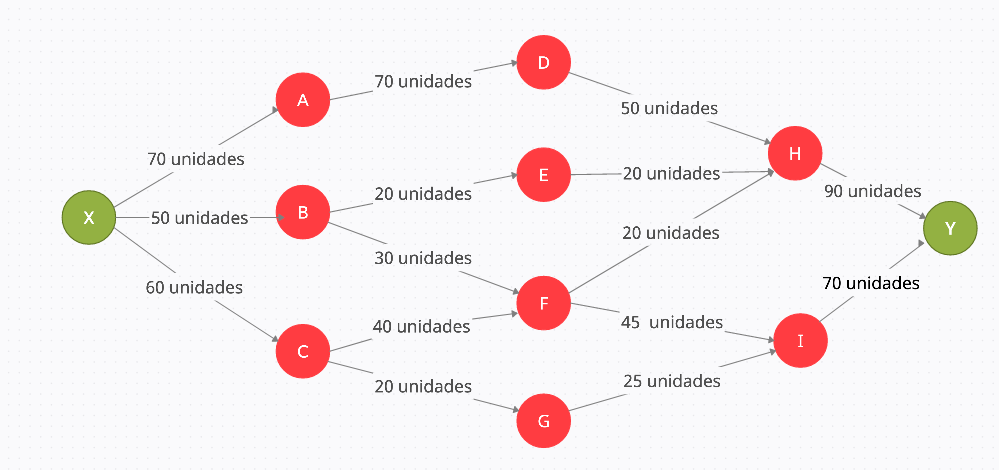 D
70 unidades
A
50 unidades
70 unidades
H
E
20 unidades
20 unidades
90 unidades
X
50 unidades
B
Y
20 unidades
30 unidades
70 unidades
60 unidades
F
40 unidades
45  unidades
I
C
20 unidades
25 unidades
G